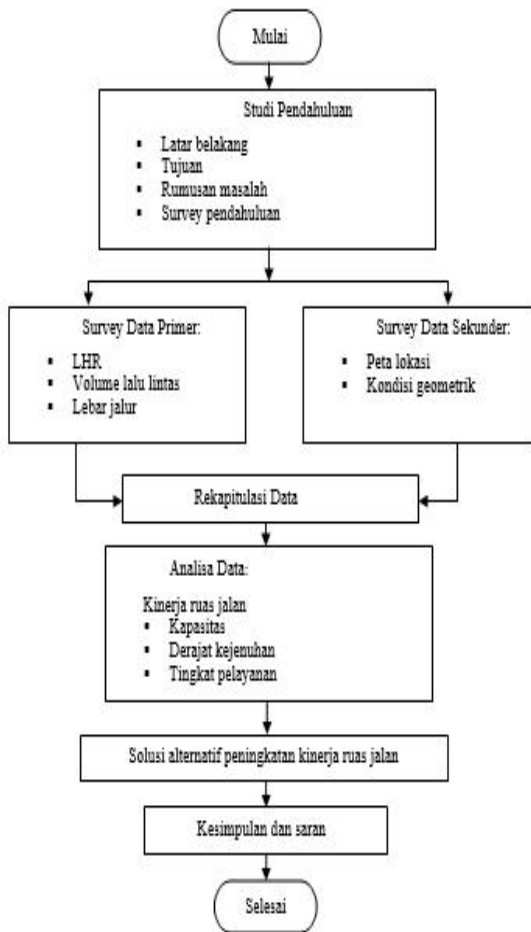 Mulai
Studi Pendahuluan
▪ Latar belakang
▪ Tujuan
▪ Rumusan masalah
▪ Survey pendahuluan
Survey Data Primer:
▪ LHR
▪ Volume lalu lintas
▪ Lebar jalur
Survey Data Sekunder:
▪ Peta lokasi
▪ Kondisi geometrik
Rekapitulasi Data
Analisa Data:
Kinerja ruas jalan
▪ Kapasitas
▪ Derajat kejenuhan
▪ Tingkat pelayanan
Solusi alternatif peningkatan kinerja ruas jalan
Kesimpulan dan saran
Selesai